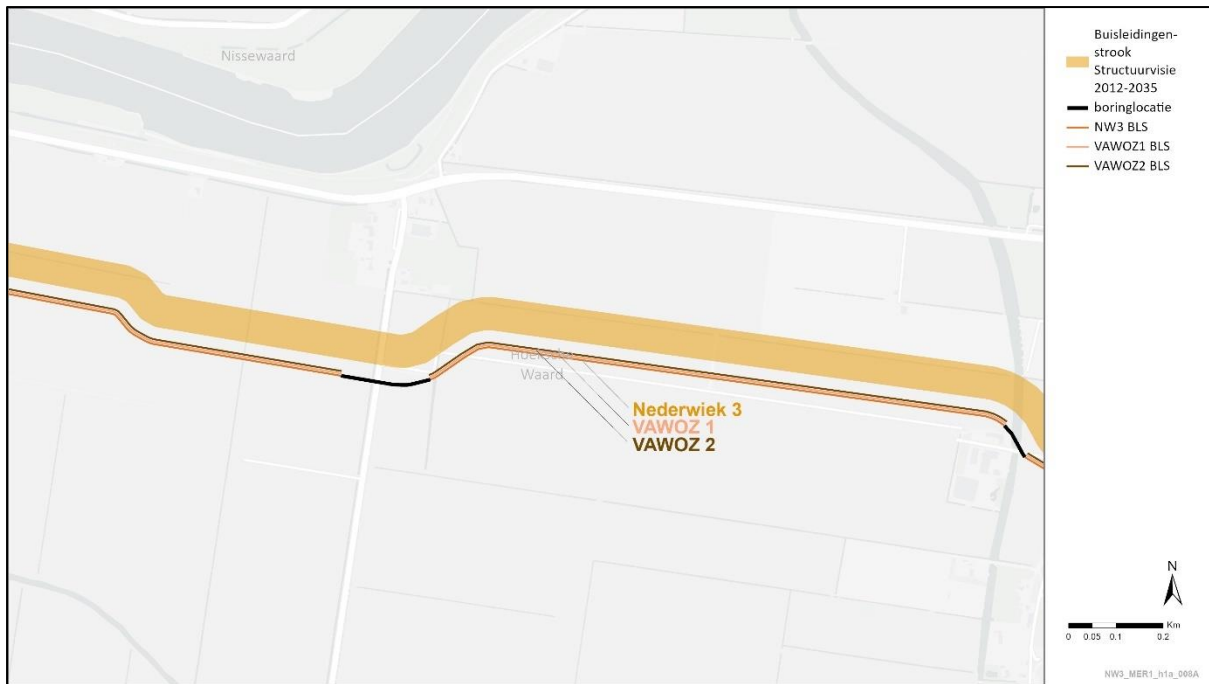 Nissewaard
Hoeksche
Waard
Nederwiek 3
VAWOZ 1
VAWOZ 2
Buisleidingen-
strook
Structuurvisie
2012-2035
boringlocatie
NW3 BLS
VAWOZ1 BLS
VAWOZ2 BLS
N
Km
0 0.05 0.1 0.2
NW3_MER1_h1a_008A